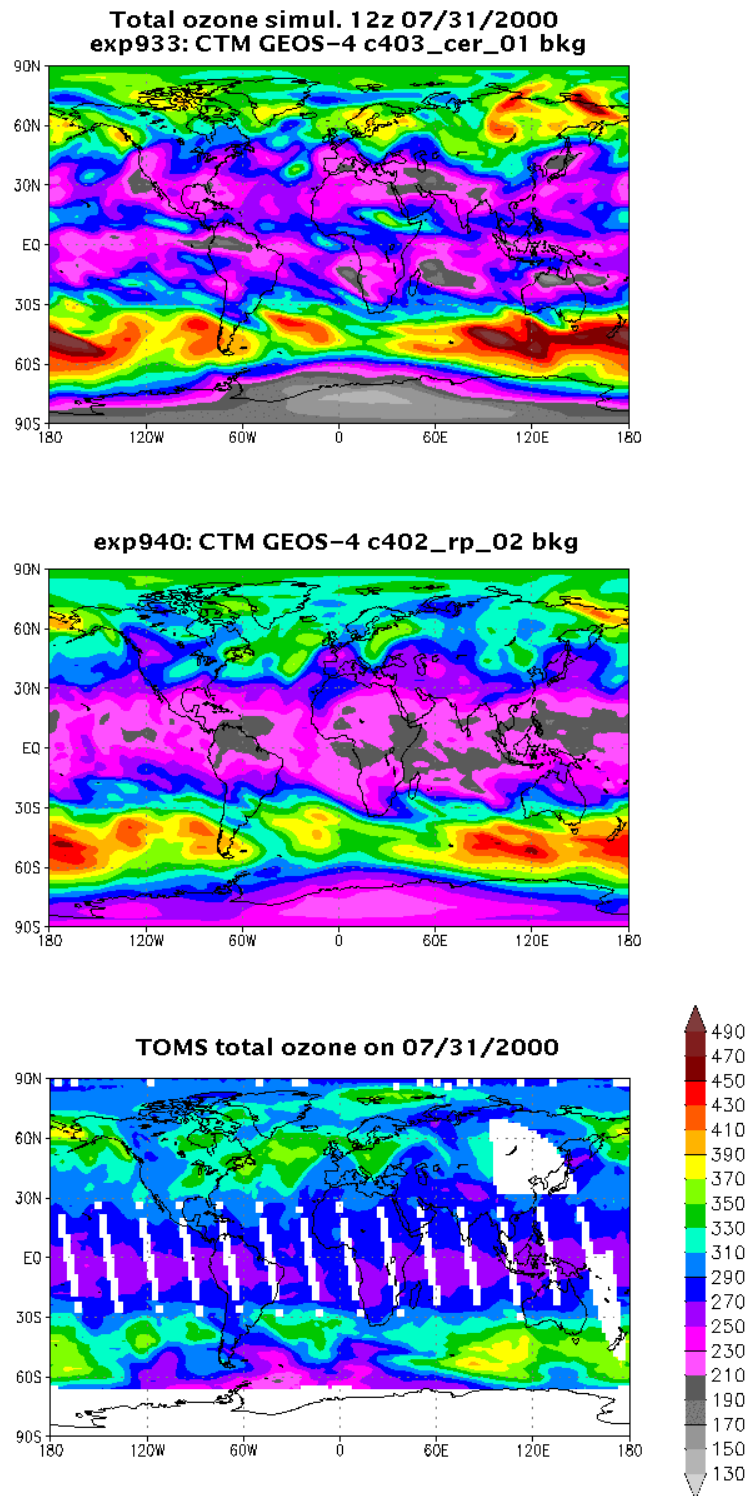 Total ozone simul. 12z 07/31/2000
exp933: CTM GEOS−4 c403_cer_01 bkg
90N
60N
30N
EQ
30S
60S
90S
180 120W 60W 0 60E 120E 180
exp940: CTM GEOS−4 c402_rp_02 bkg
90N
60N
30N
EQ
30S
60S
90S
180 120W 60W 0 60E 120E 180
TOMS total ozone on 07/31/2000
90N
60N
30N
EQ
30S
60S
90S
180 120W 60W 0 60E 120E 180
490
470
450
430
410
390
370
350
330
310
290
270
250
230
210
190
170
150
130